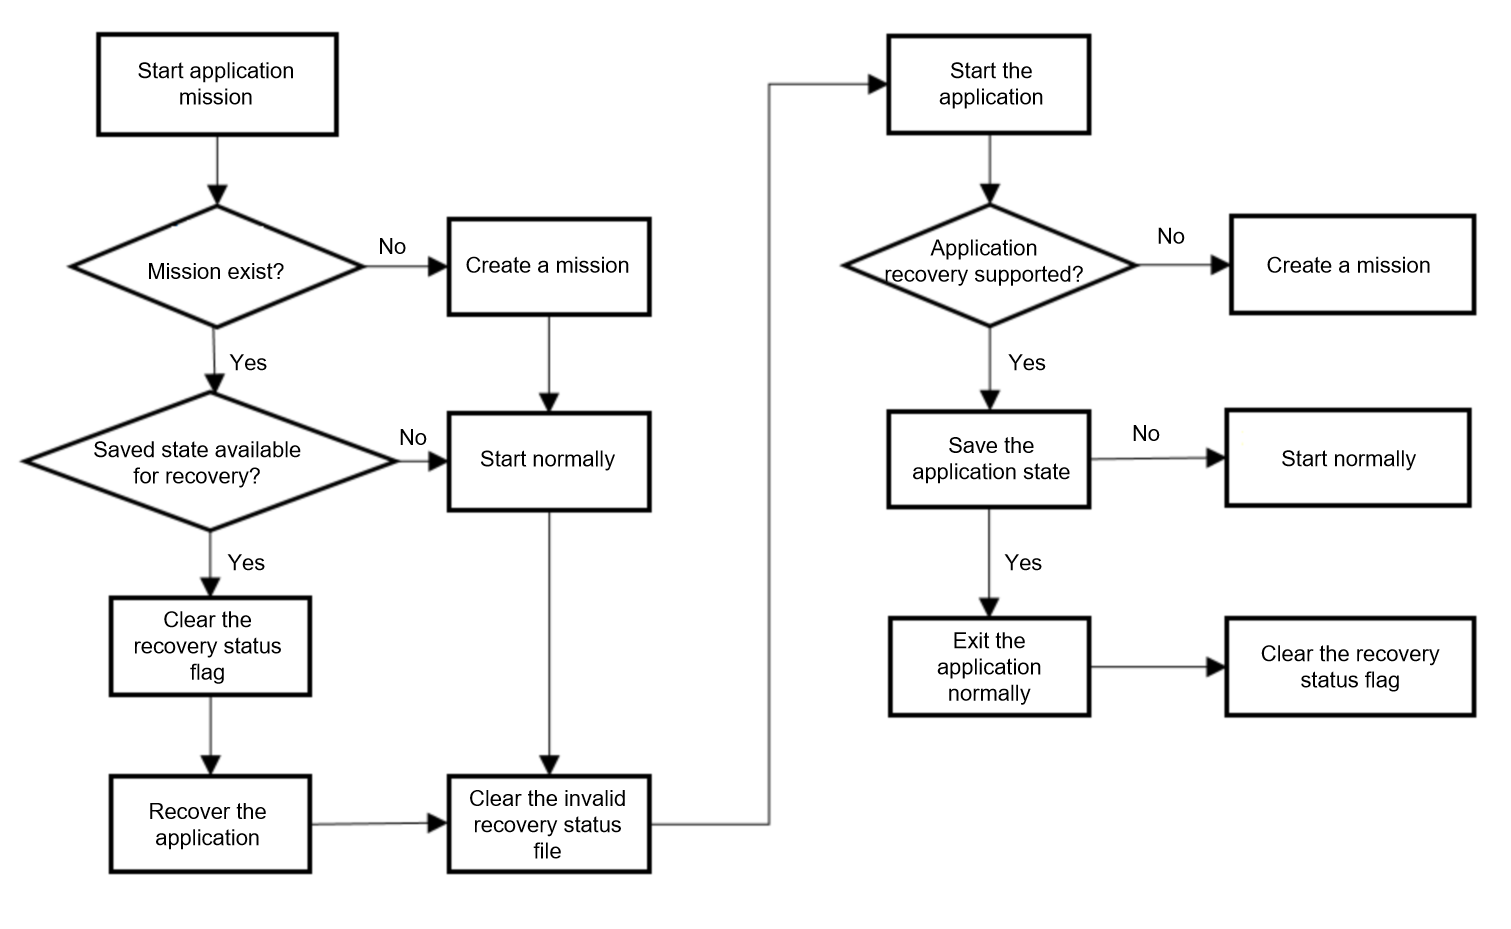 Start application
mission
Mission exist?
No
Create a mission
Yes
Saved state available
for recovery?
No
Start normally
Yes
Clear the
recovery status
flag
Recover the
application
Clear the invalid
recovery status
file
Start the
application
Application
recovery supported?
No
Create a mission
Yes
Save the
application state
No
Start normally
Yes
Exit the
application
normally
Clear the recovery
status flag